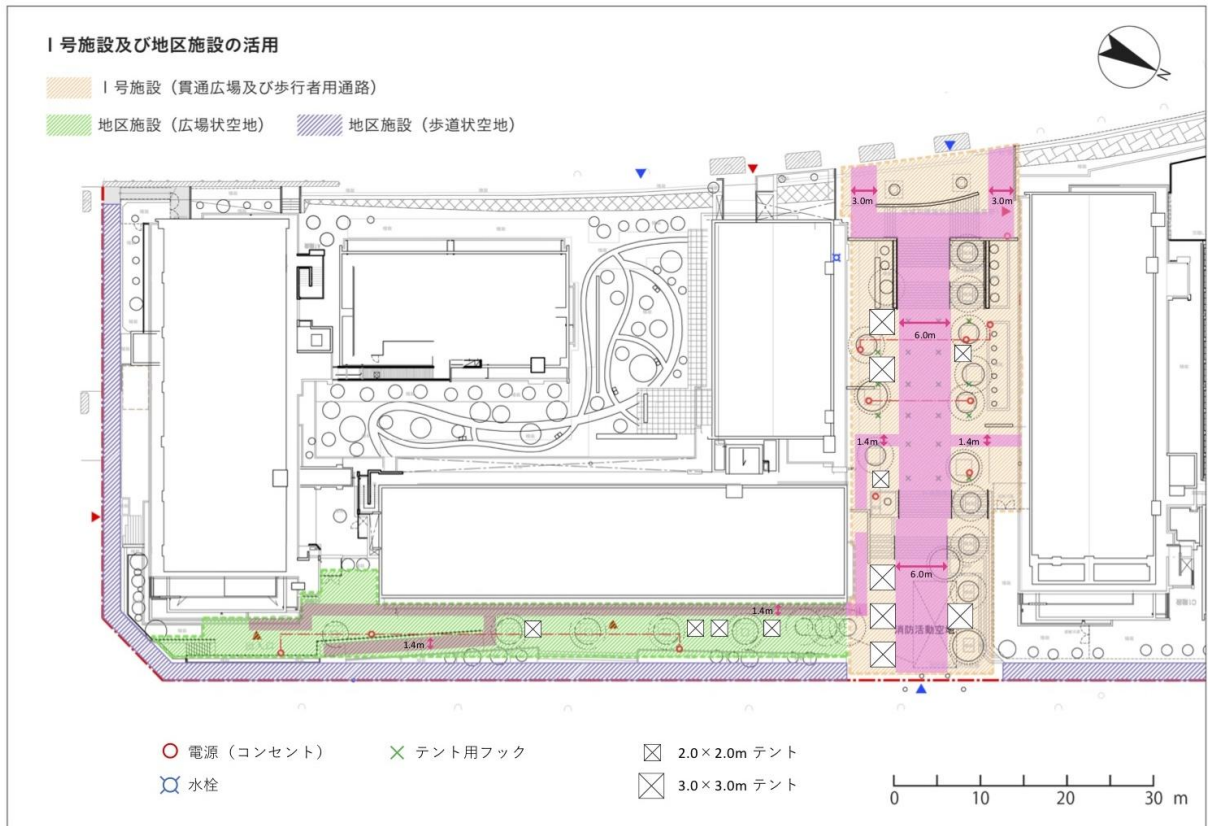 Ⅰ号施設及び地区施設の活用
Ⅰ号施設（貫通広場及び歩行者用通路）
地区施設（広場状空地） 地区施設（歩道状空地）
N
3.0m 3.0m
6.0m
1.4m 1.4m
6.0m
1.4m
消防活動空地
1.4m
電源（コンセント） テント用フック 2.0×2.0m テント
水栓 3.0×3.0m テント
0 10 20 30 m